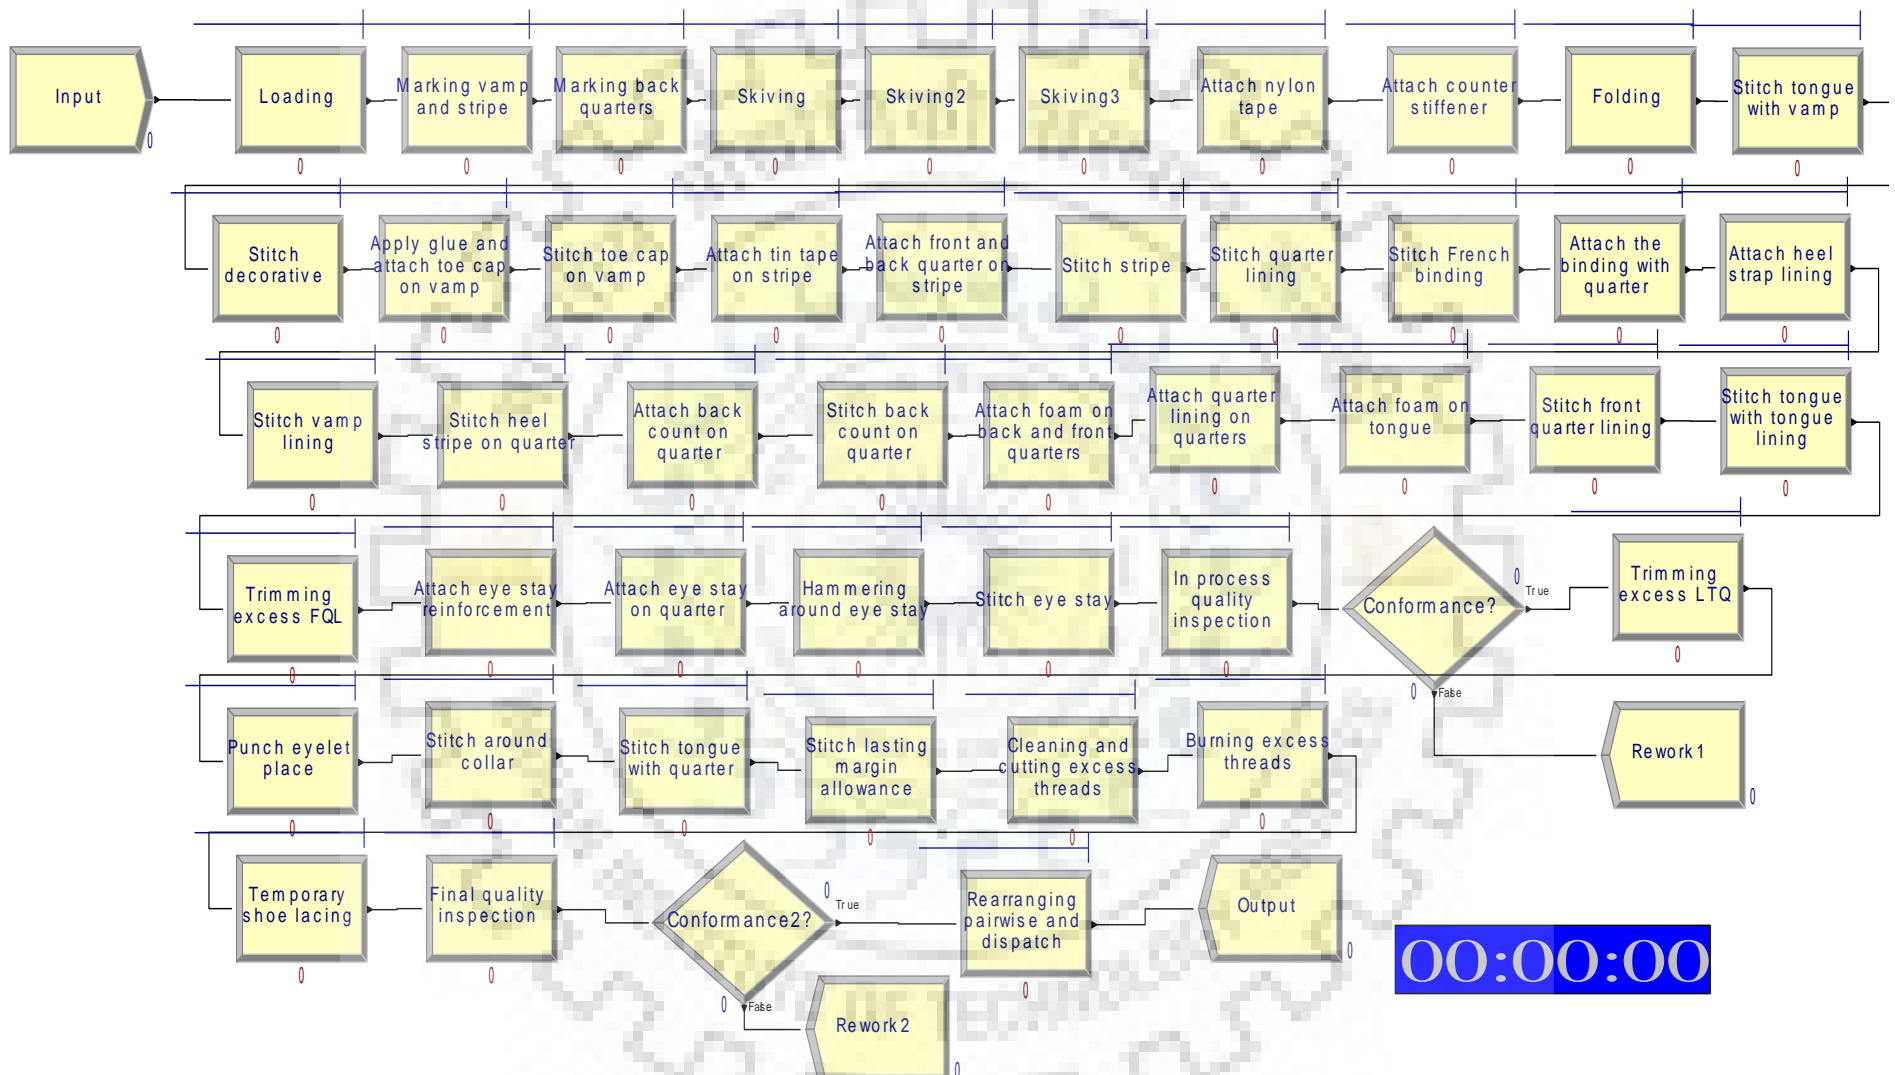 Input
0
Loading
0
Marking vamp
and stripe
0
Marking back
quarters
0
Skiving
0
Skiving2
0
Skiving3
0
Attach nylon
tape
0
Attach counter
stiffener
0
Folding
0
Stitch tongue
with vamp
0
Stitch
decorative
0
Apply glue and
attach toe cap
on vamp
0
Stitch toe cap
on vamp
0
Attach tin tape
on stripe
0
Attach front and
back quarter on
stripe
0
Stitch stripe
0
Stitch quarter
lining
0
Stitch French
binding
0
Attach the
binding with
quarter
0
Attach heel
strap lining
0
Stitch vamp
lining
0
Stitch heel
stripe on quarter
0
Attach back
count on
quarter
0
Stitch back
count on
quarter
0
Attach foam on
back and front
quarters
0
Attach quarter
lining on
quarters
0
Attach foam on
tongue
0
Stitch front
quarter lining
0
Stitch tongue
with tongue
lining
0
Trimming
excess FQL
0
Attach eye stay
reinforcement
0
Attach eye stay
on quarter
0
Hammering
around eye stay
0
Stitch eye stay
0
In process
quality
inspection
0
Conformance?
0
True
0
False
Trimming
excess LTQ
0
Rework1
0
Punch eyelet
place
0
Stitch around
collar
0
Stitch tongue
with quarter
0
Stitch lasting
margin
allowance
0
Cleaning and
cutting excess
threads
0
Burning excess
threads
0
Temporary
shoe lacing
0
Final quality
inspection
0
Conformance2?
0
True
0
False
Rearranging
pairwise and
dispatch
0
Output
0
Rework2
0
00:00:00